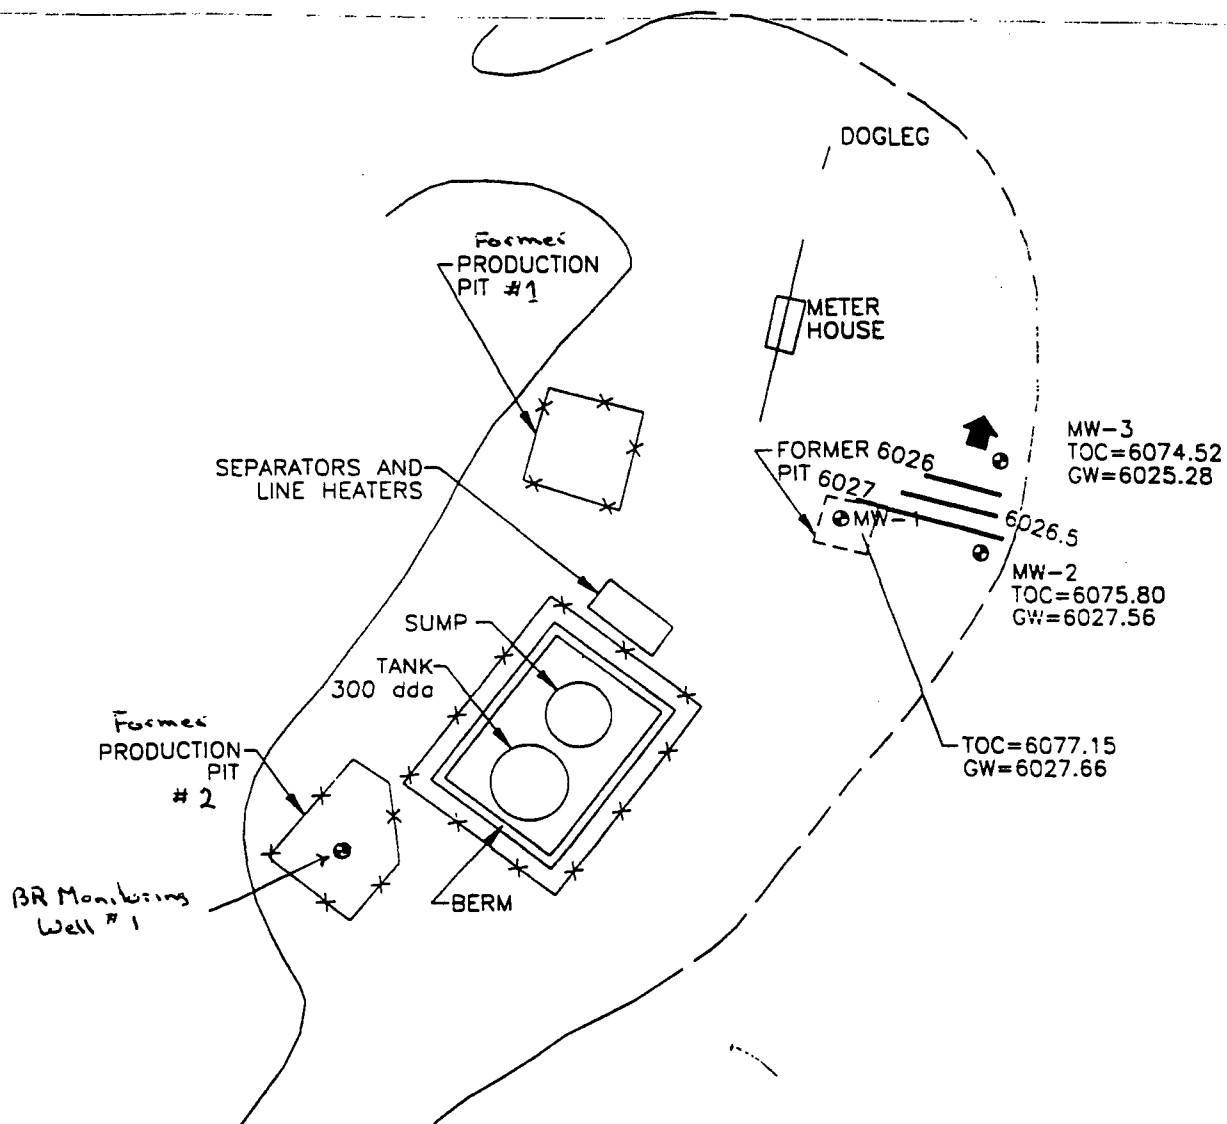 DOGLEG
Former
PRODUCTION
PIT #1
METER
HOUSE
MW-3
TOC=6074.52
GW=6025.28
FORMER
PIT
6026
6027
6026.5
MW-1
SEPARATORS AND
LINE HEATERS
MW-2
TOC=6075.80
GW=6027.56
SUMP
TANK
300
Former
PRODUCTION
PIT
#2
TOC=6077.15
GW=6027.66
BERM
BR Monitoring
Well #1